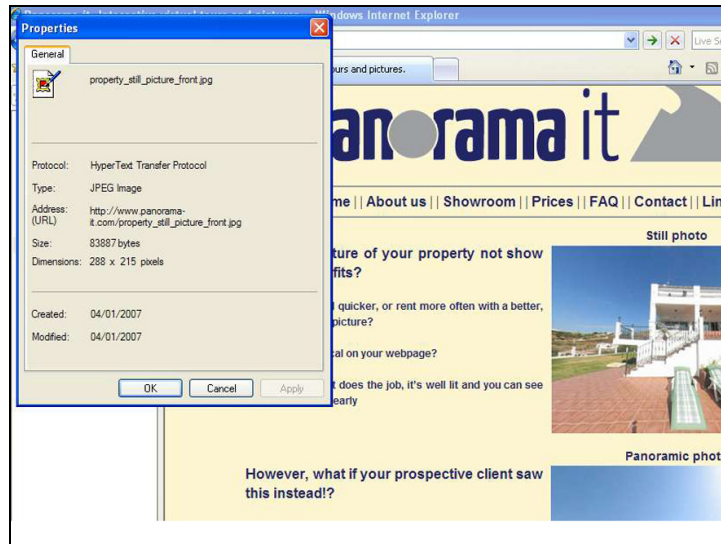 Windows Internet Explorer
Properties
General
property_still_picture_front.jpg
Protocol: HyperText Transfer Protocol
Type: JPEG Image
Address: (URL) http://www.panorama-
it.com/property_still_picture_front.jpg
Size: 83887 bytes
Dimensions: 288 x 215 pixels
Created: 04/01/2007
Modified: 04/01/2007
OK Cancel Apply
Live
urs and pictures.
anorama it
me || About us || Showroom || Prices || FAQ || Contact || Lin
Still photo
ture of your property not show
fits?
quicker, or rent more often with a better,
picture?
cal on your webpage?
t does the job, it's well lit and you can see
early
Panoramic phot
However, what if your prospective client saw
this instead!?